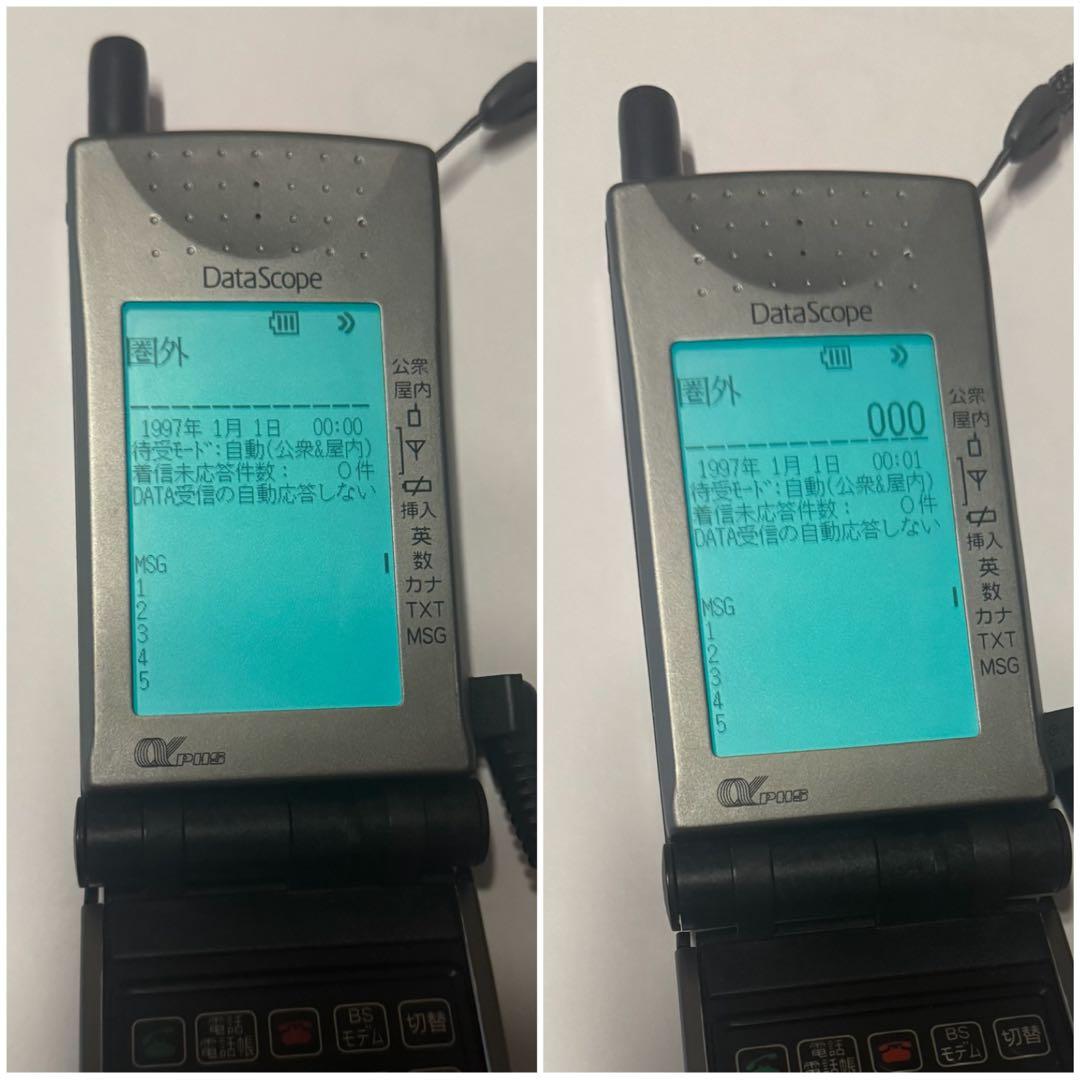 DataScope
圏外
1997年 1月 1日 00:00
待受モード:自動(公衆&屋内)
着信未応答件数: 0件
DATA受信の自動応答しない
MSG
1
2
3
4
5
公衆
屋内
挿入
英
数
カナ
TXT
MSG
αPHS
電話
電話帳
BS
モデム
切替
DataScope
圏外
000
1997年 1月 1日 00:01
待受モード:自動(公衆&屋内)
着信未応答件数: 0件
DATA受信の自動応答しない
MSG
1
2
3
4
5
公衆
屋内
挿入
英
数
カナ
TXT
MSG
αPHS
電話
電話帳
BS
モデム
切替